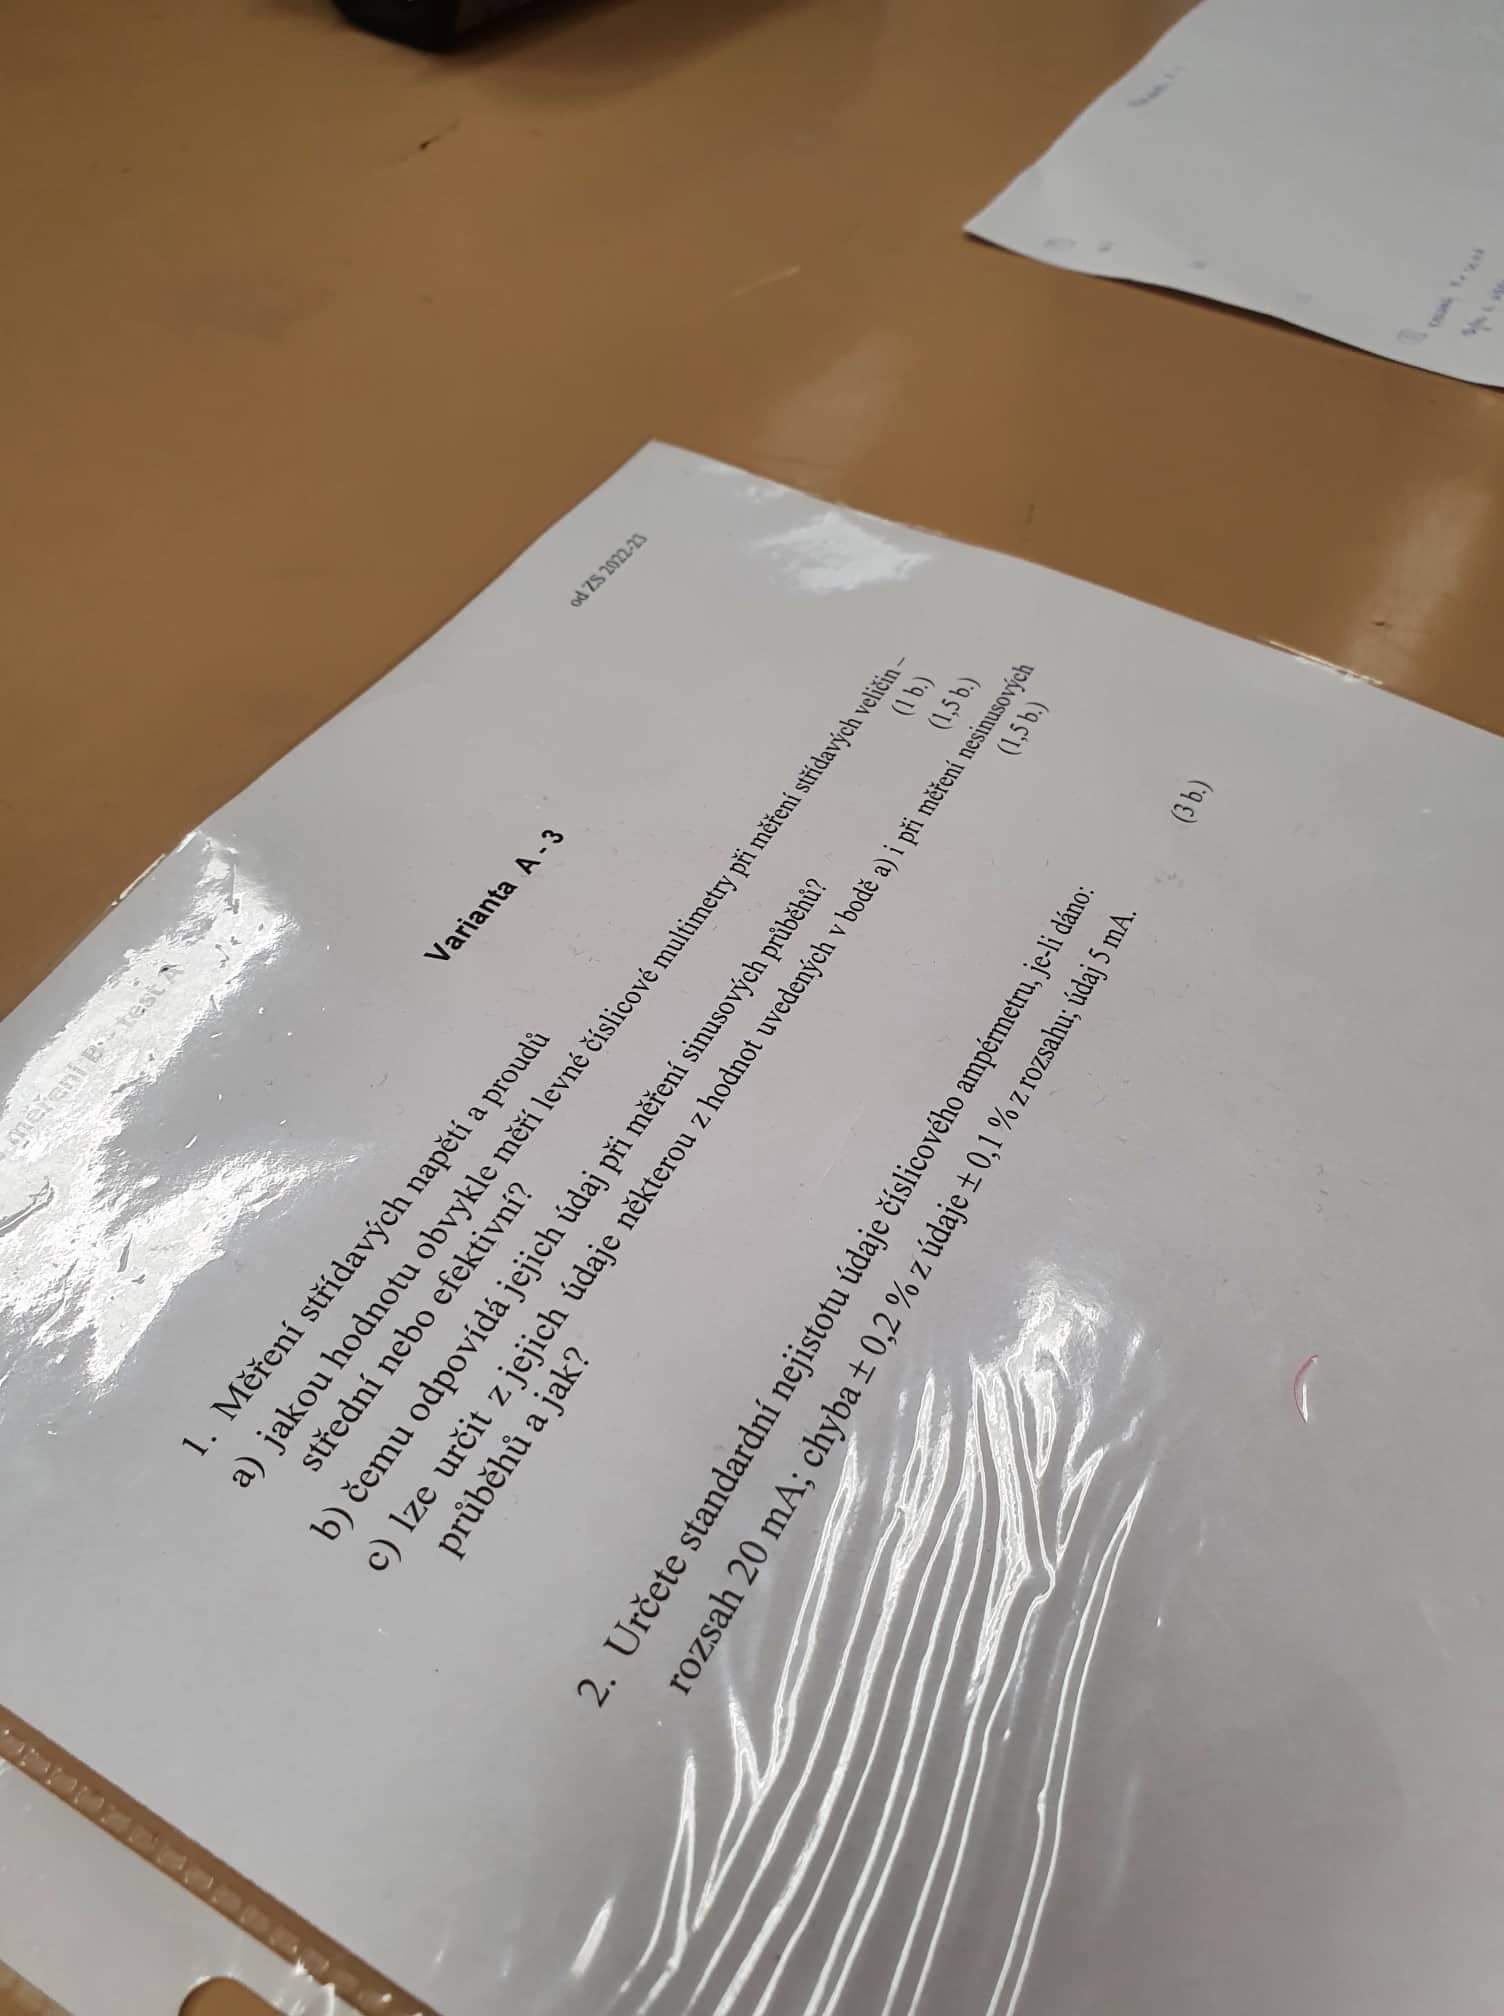 od ZS 2022-23
měření B - test A
Varianta A - 3
1. Měření střídavých napětí a proudů
a) jakou hodnotu obvykle měří levné číslicové multimetry při měření střídavých veličin –
střední nebo efektivní? (1 b.)
b) čemu odpovídá jejich údaj při měření sinusových průběhů? (1,5 b.)
c) lze určit z jejich údaje některou z hodnot uvedených v bodě a) i při měření nesinusových
průběhů a jak? (1,5 b.)
2. Určete standardní nejistotu údaje číslicového ampérmetru, je-li dáno:
rozsah 20 mA; chyba ± 0,2 % z údaje ± 0,1 % z rozsahu; údaj 5 mA. (3 b.)